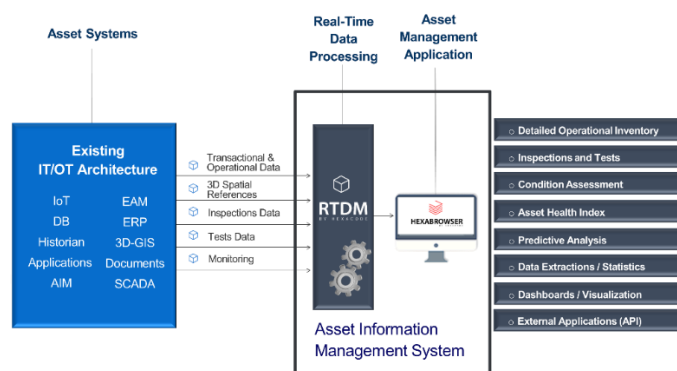 Asset Systems
Real-Time
Data
Processing
Asset
Management
Application
Existing
IT/OT Architecture
IoT
EAM
DB
ERP
Historian
3D-GIS
Applications
Documents
AIM
SCADA
Transactional &
Operational Data
3D Spatial
References
Inspections Data
Tests Data
Monitoring
RTDM
BY HEXACODE
HEXABROWSER
Asset Information
Management System
Detailed Operational Inventory
Inspections and Tests
Condition Assessment
Asset Health Index
Predictive Analysis
Data Extractions / Statistics
Dashboards / Visualization
External Applications (API)